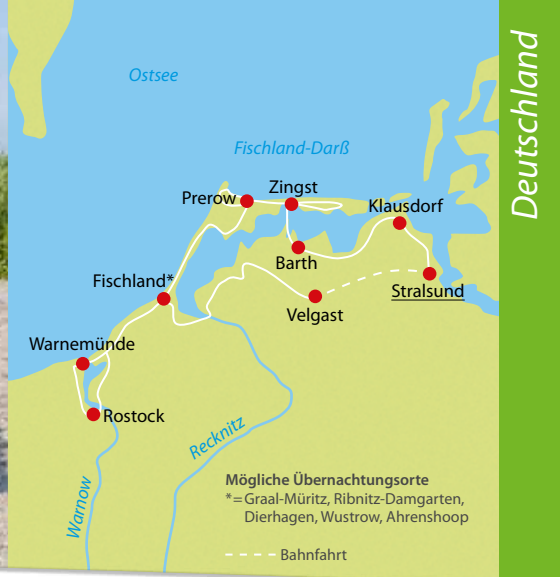 Deutschland
Ostsee
Fischland-Darß
Zingst
Prerow
Klausdorf
Barth
Fischland*
Stralsund
Velgast
Warnemünde
Rostock
Recknitz
Warnow
Mögliche Übernachtungsorte
*=Graal-Müritz, Ribnitz-Damgarten,
Dierhagen, Wustrow, Ahrenshoop
Bahnfahrt